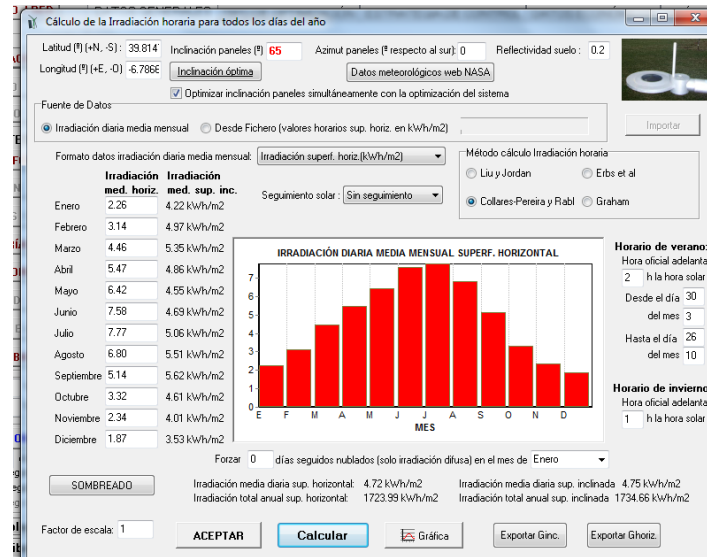 Cálculo de la Irradiación horaria para todos los días del año
Latitud (º) (+N, -S) : 39.814 Inclinación paneles (º) 65 Azimut paneles (º respecto al sur): 0 Reflectividad suelo : 0.2
Longitud (º) (+E, -O) -6.7868 Inclinación óptima Datos meteorológicos web NASA
Optimizar inclinación paneles simultáneamente con la optimización del sistema
Fuente de Datos
Irradiación diaria media mensual Desde Fichero (valores horarios sup. horiz. en kWh/m2) Importar
Formato datos irradiación diaria media mensual: Irradiación superf. horiz.(kWh/m2)
Método cálculo Irradiación horaria
Liu y Jordan Erbs et al
Collares-Pereira y Rabl Graham
Irradiación Irradiación
med. horiz. med. sup. inc.
Seguimiento solar : Sin seguimiento
Enero 2.26 4.22 kWh/m2
Febrero 3.14 4.97 kWh/m2
Marzo 4.46 5.35 kWh/m2
Abril 5.47 4.86 kWh/m2
Mayo 6.42 4.55 kWh/m2
Junio 7.58 4.69 kWh/m2
Julio 7.77 5.06 kWh/m2
Agosto 6.80 5.51 kWh/m2
Septiembre 5.14 5.62 kWh/m2
Octubre 3.32 4.61 kWh/m2
Noviembre 2.34 4.01 kWh/m2
Diciembre 1.87 3.53 kWh/m2
IRRADIACIÓN DIARIA MEDIA MENSUAL SUPERF. HORIZONTAL
7
6
5
4
3
2
1
0
E F M A M J J A S O N D
MES
Horario de verano:
Hora oficial adelanta
2 h la hora solar
Desde el día 30
del mes 3
Hasta el día 26
del mes 10
Horario de invierno
Hora oficial adelanta
1 h la hora solar
Forzar 0 días seguidos nublados (solo irradiación difusa) en el mes de Enero
SOMBREADO
Irradiación media diaria sup. horizontal: 4.72 kWh/m2 Irradiación media diaria sup. inclinada 4.75 kWh/m2
Irradiación total anual sup. horizontal: 1723.99 kWh/m2 Irradiación total anual sup. inclinada 1734.66 kWh/m2
Factor de escala: 1 ACEPTAR Calcular Gráfica Exportar Ginc. Exportar Ghoriz.